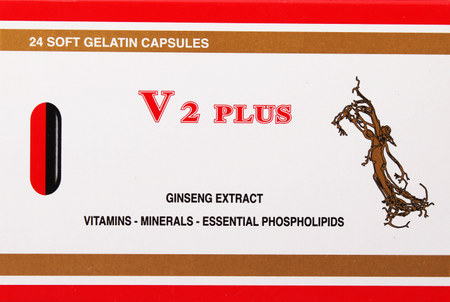 24 SOFT GELATIN CAPSULES
V 2 PLUS
GINSENG EXTRACT
VITAMINS - MINERALS - ESSENTIAL PHOSPHOLIPIDS